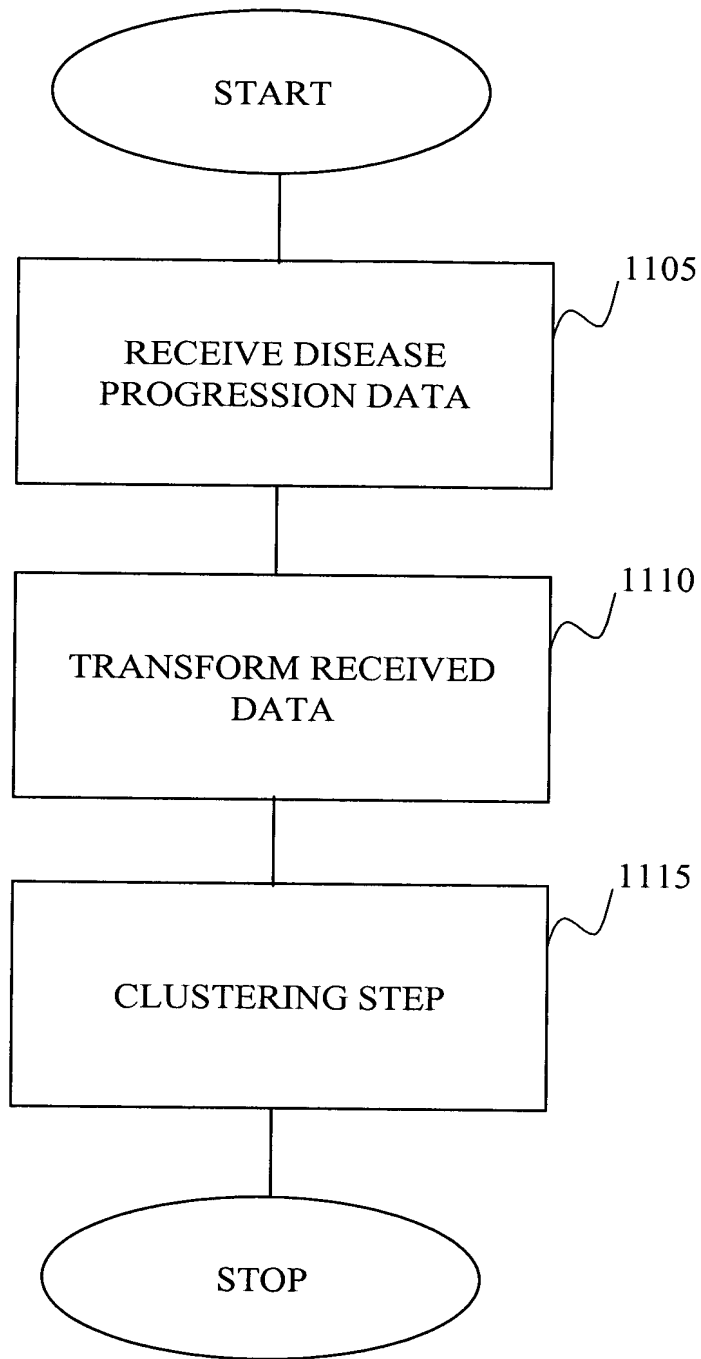 START
1105
RECEIVE DISEASE
PROGRESSION DATA
1110
TRANSFORM RECEIVED
DATA
1115
CLUSTERING STEP
STOP